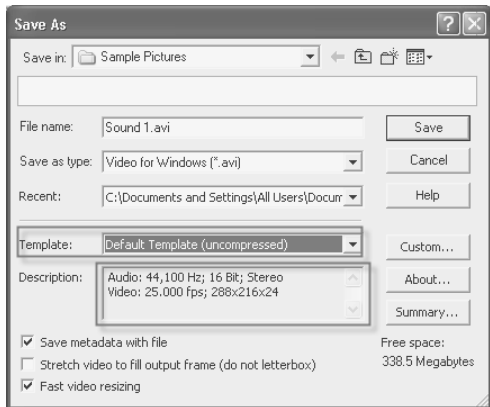 Save As
Save in: Sample Pictures
File name: Sound 1.avi Save
Save as type: Video for Windows (*.avi) Cancel
Recent: C:\Documents and Settings\All Users\Docum Help
Template: Default Template (uncompressed) Custom...
Description: Audio: 44,100 Hz; 16 Bit; Stereo About...
Video: 25.000 fps; 288x216x24
Summary...
Save metadata with file Free space:
Stretch video to fill output frame (do not letterbox) 338.5 Megabytes
Fast video resizing